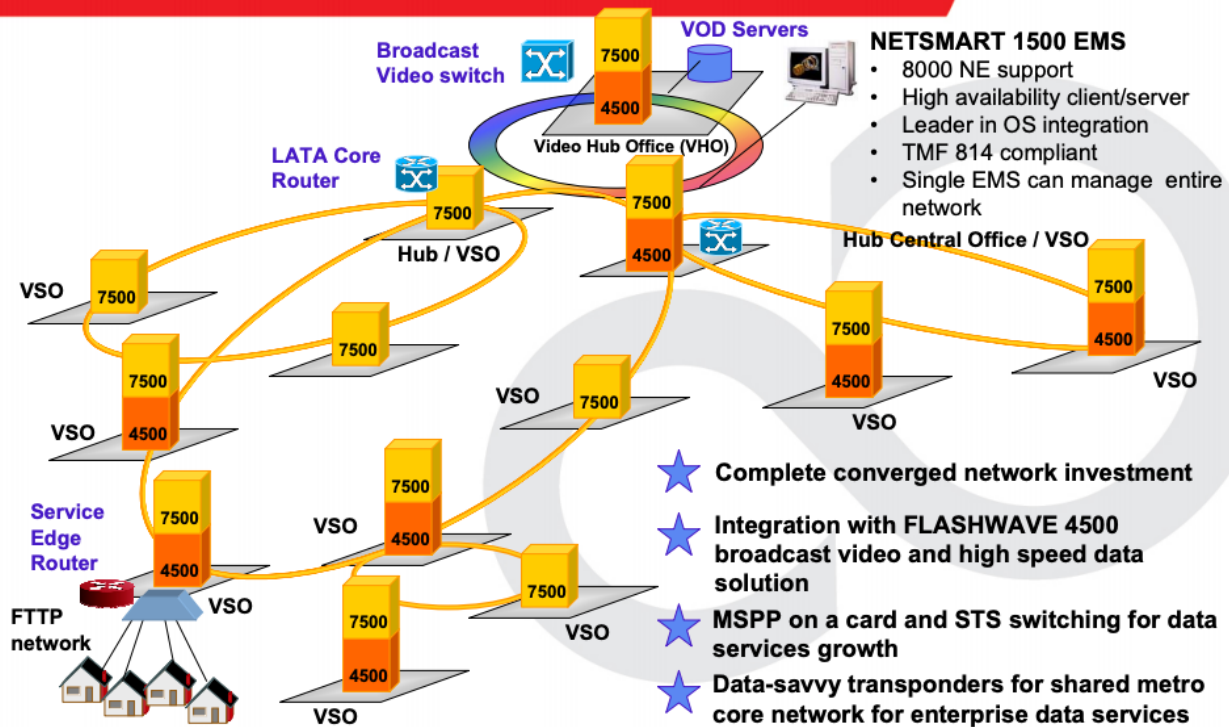 VOD Servers
Broadcast
Video switch
7500
4500
Video Hub Office (VHO)
NETSMART 1500 EMS
• 8000 NE support
• High availability client/server
• Leader in OS integration
• TMF 814 compliant
• Single EMS can manage entire
network
LATA Core
Router
7500
Hub / VSO
7500
4500
Hub Central Office / VSO
VSO
7500
7500
7500
4500
VSO
7500
4500
VSO
7500
4500
VSO
VSO
7500
Service
Edge
Router
7500
4500
VSO
FTTP
network
VSO
7500
4500
7500
VSO
7500
4500
VSO
Complete converged network investment
Integration with FLASHWAVE 4500
broadcast video and high speed data
solution
MSPP on a card and STS switching for data
services growth
Data-savvy transponders for shared metro
core network for enterprise data services